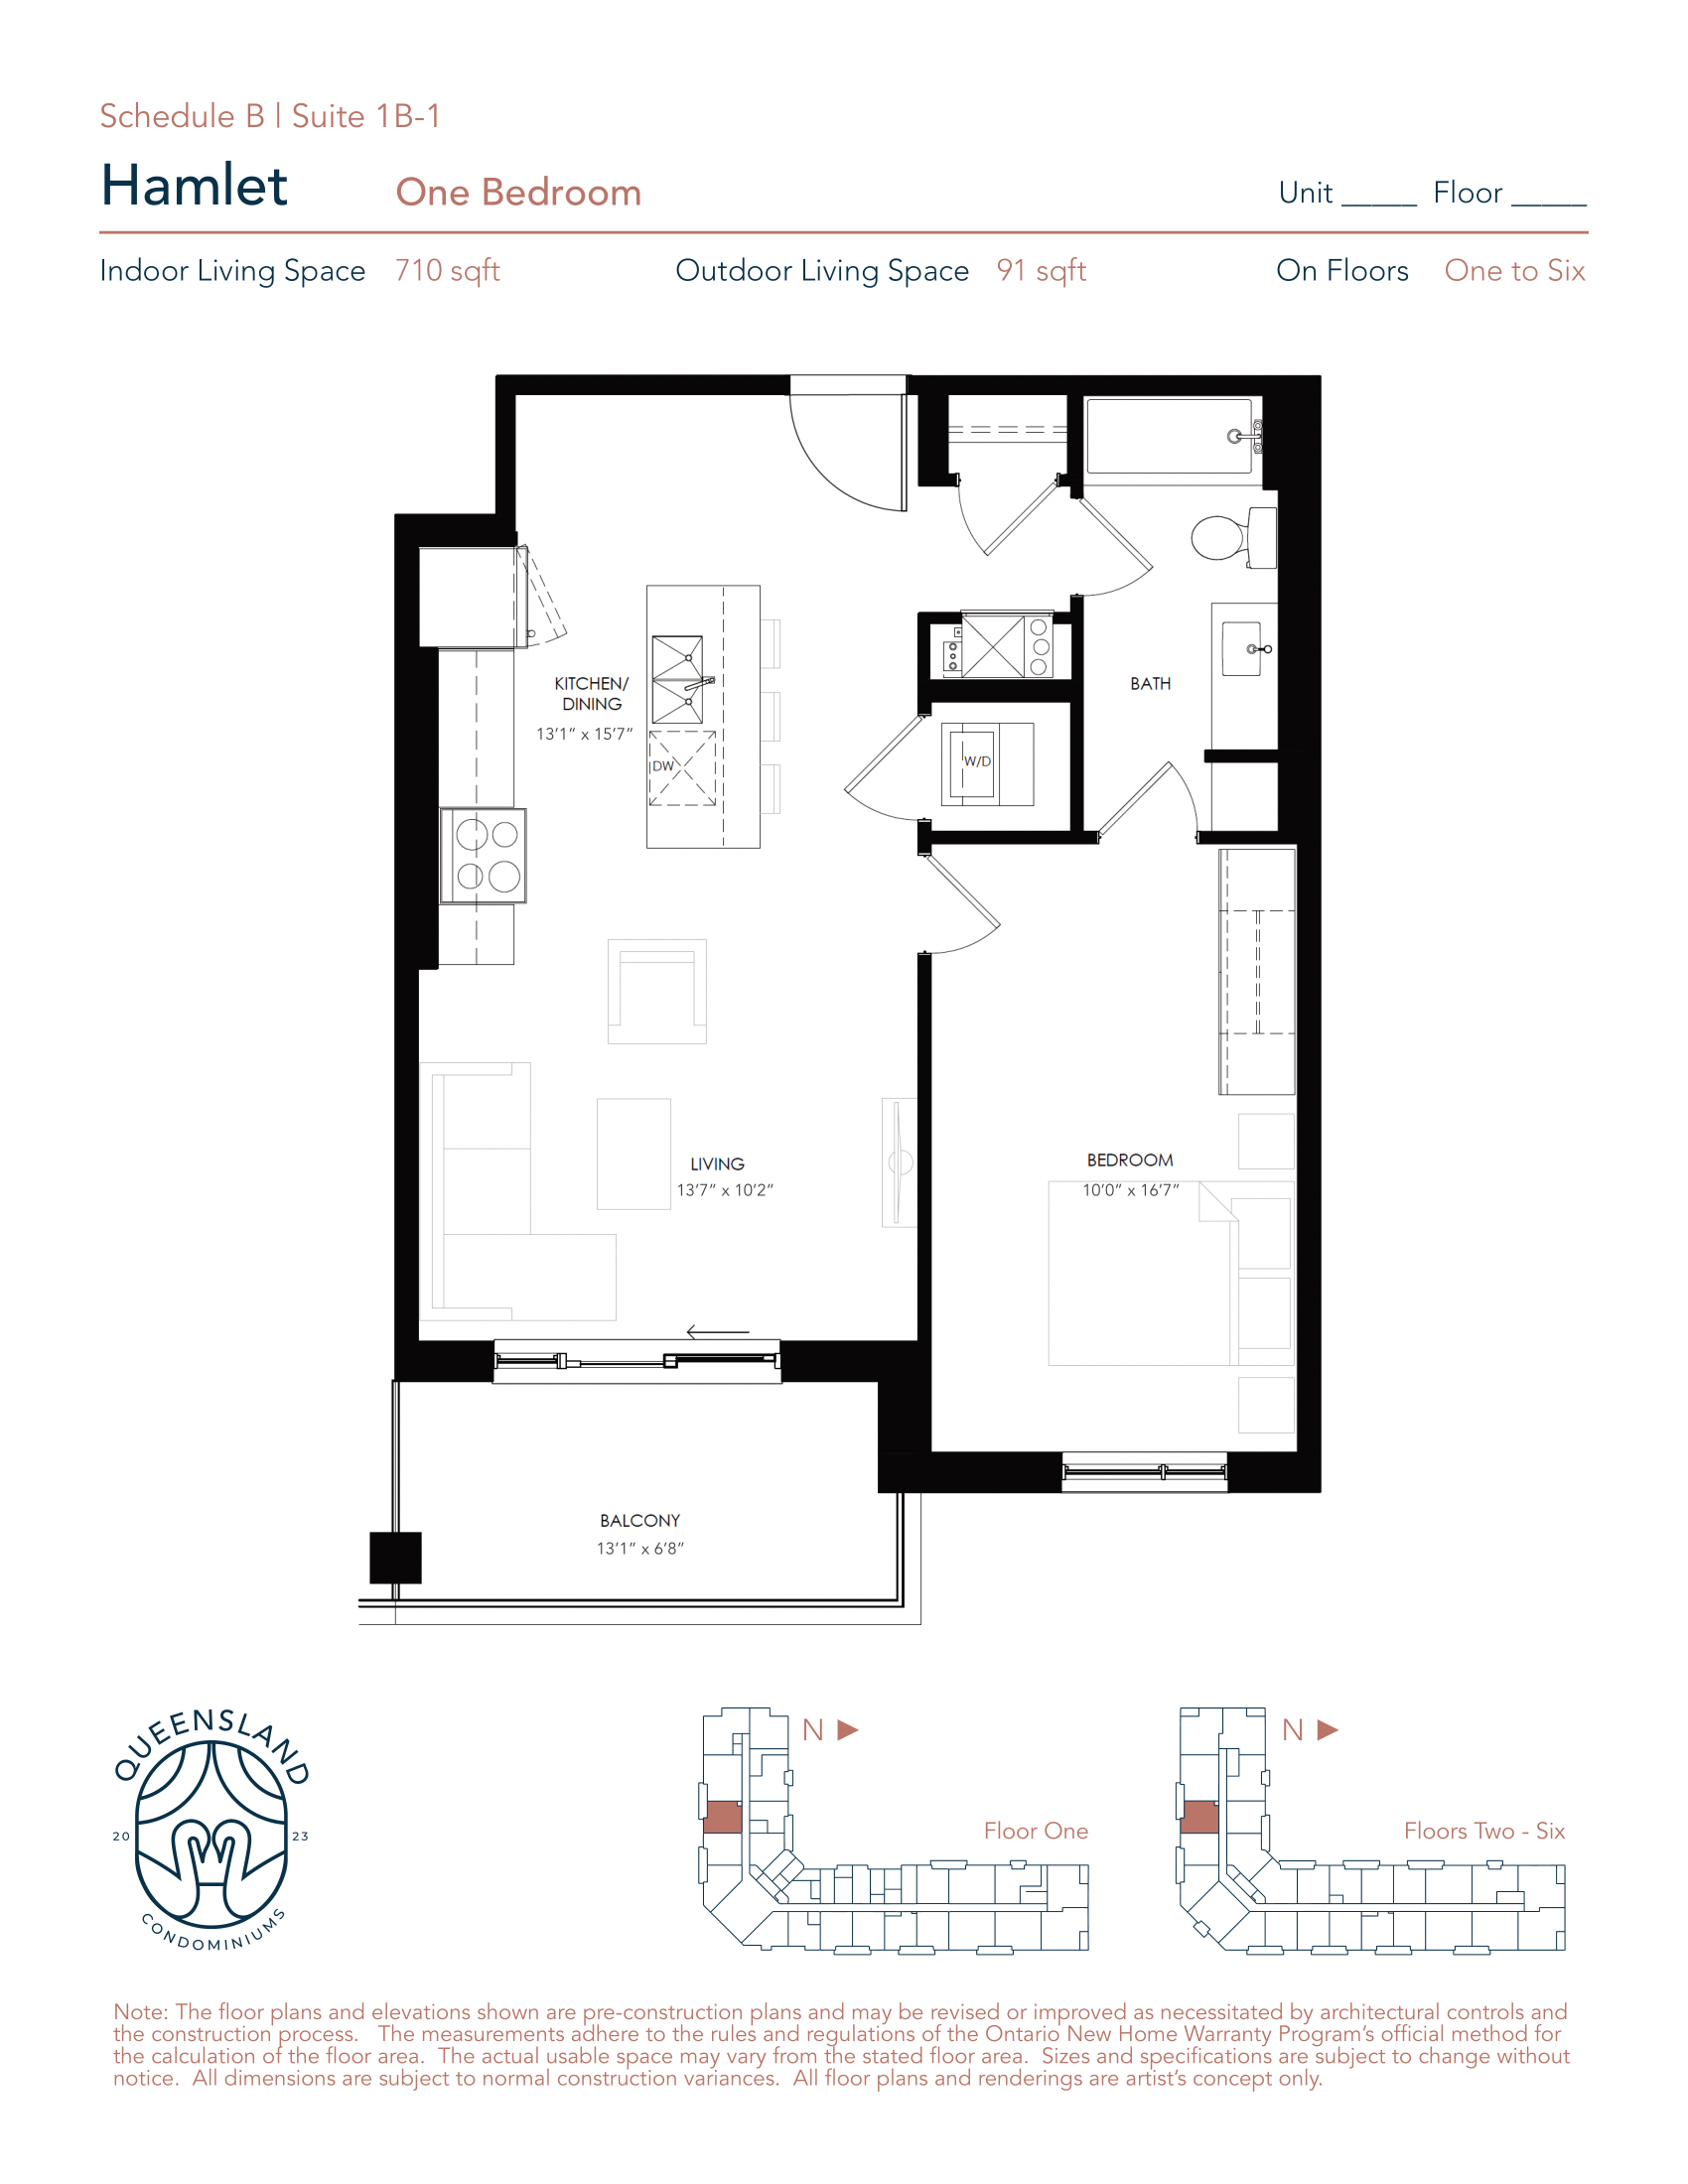 Schedule B | Suite 1B-1
Hamlet One Bedroom Unit _____ Floor _____
Indoor Living Space 710 sqft Outdoor Living Space 91 sqft On Floors One to Six
KITCHEN/
DINING
13'1" x 15'7"
DW
BATH
W/D
LIVING
13'7" x 10'2"
BEDROOM
10'0" x 16'7"
BALCONY
13'1" x 6'8"
QUEENSLAND
20 23
CONDOMINIUMS
N
Floor One
N
Floors Two - Six
Note: The floor plans and elevations shown are pre-construction plans and may be revised or improved as necessitated by architectural controls and
the construction process. The measurements adhere to the rules and regulations of the Ontario New Home Warranty Program's official method for
the calculation of the floor area. The actual usable space may vary from the stated floor area. Sizes and specifications are subject to change without
notice. All dimensions are subject to normal construction variances. All floor plans and renderings are artist's concept only.